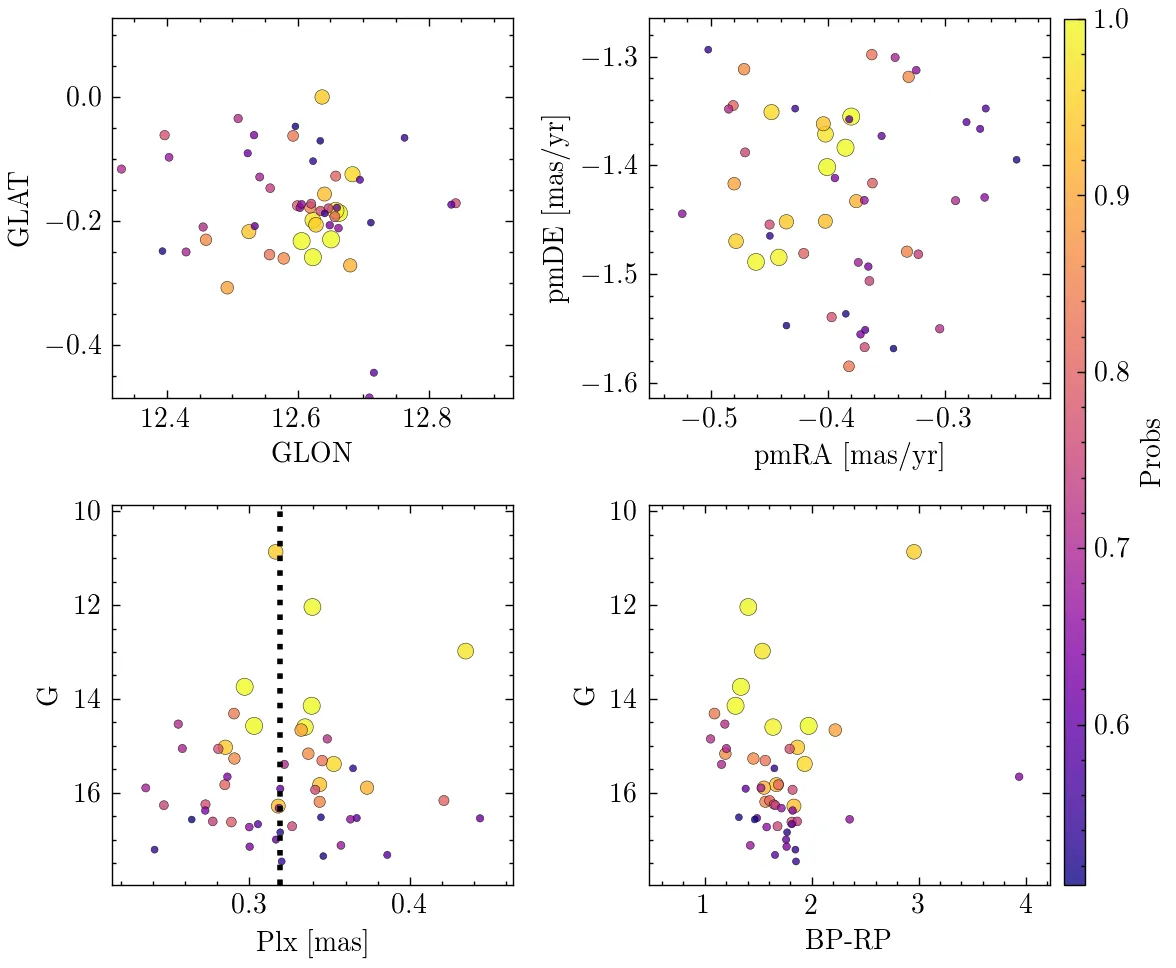 0.0
−0.2
−0.4
GLAT
12.4 12.6 12.8
GLON
−1.3
−1.4
−1.5
−1.6
pmDE [mas/yr]
−0.5 −0.4 −0.3
pmRA [mas/yr]
1.0
0.9
0.8
0.7
0.6
Probs
10
12
14
16
G
0.3 0.4
Plx [mas]
10
12
14
16
G
1 2 3 4
BP-RP